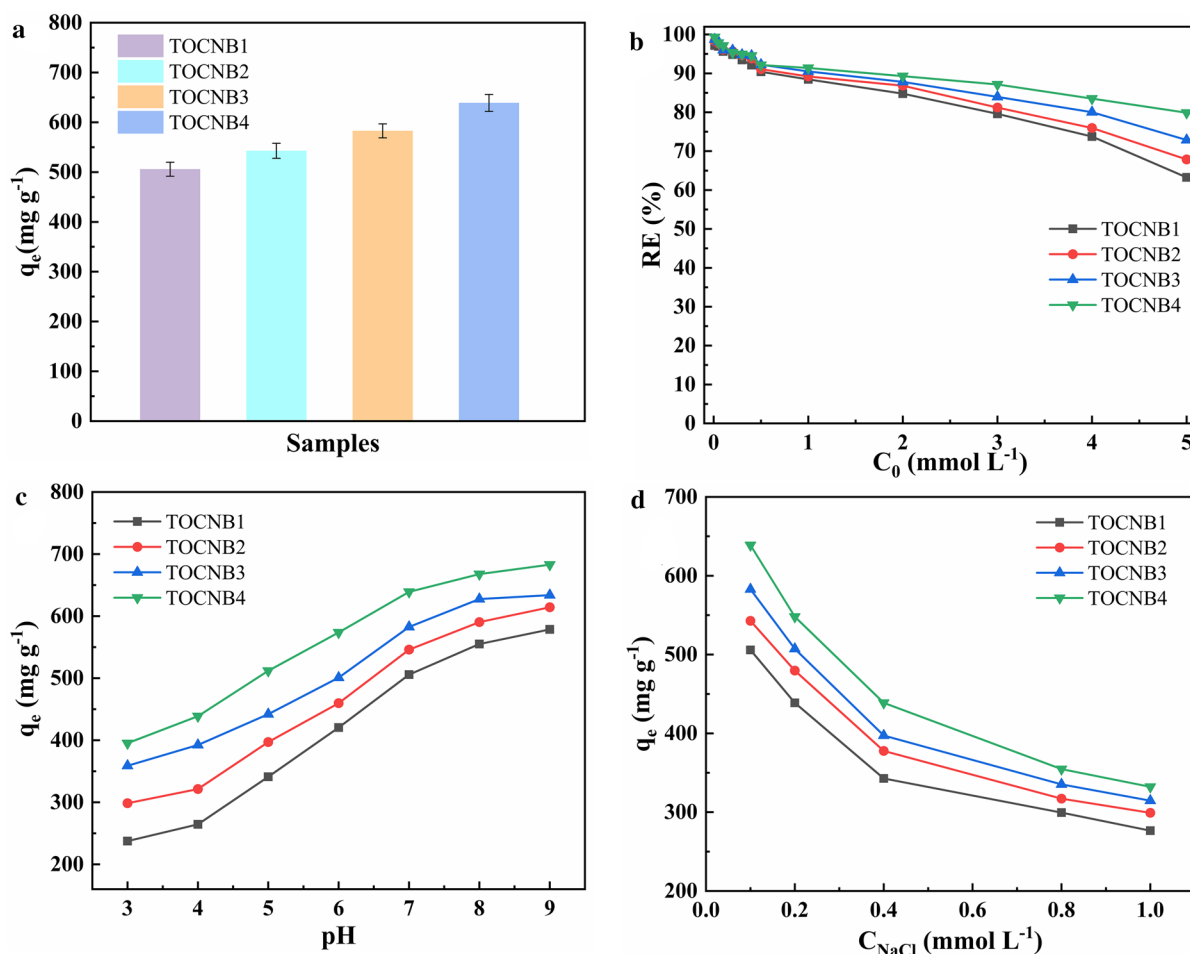 a
800
700
600
500
400
300
200
100
0
qₑ(mg g⁻¹)
TOCNB1
TOCNB2
TOCNB3
TOCNB4
Samples
b
100
90
80
70
60
50
40
30
20
10
0
RE (%)
TOCNB1
TOCNB2
TOCNB3
TOCNB4
0 1 2 3 4 5
C₀ (mmol L⁻¹)
c
800
700
600
500
400
300
200
qₑ (mg g⁻¹)
TOCNB1
TOCNB2
TOCNB3
TOCNB4
3 4 5 6 7 8 9
pH
d
700
600
500
400
300
200
qₑ (mg g⁻¹)
TOCNB1
TOCNB2
TOCNB3
TOCNB4
0.0 0.2 0.4 0.6 0.8 1.0
C_NaCl (mmol L⁻¹)